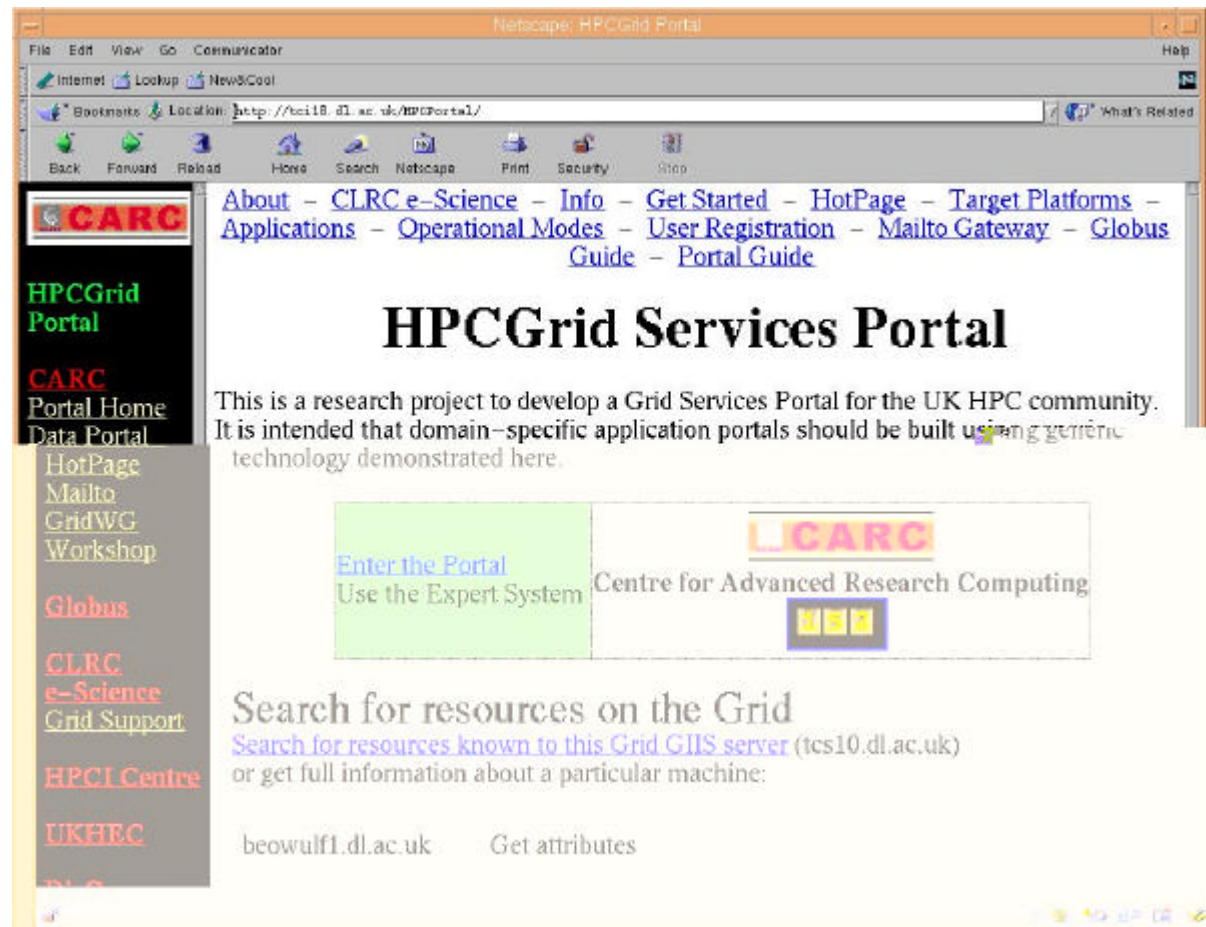 Netscape: HPCGrid Portal
File Edit View Go Communicator Help
Internet Lookup New&Cool
Bookmarks Location: http://tci18.dl.ac.uk/HPCPortal/ What's Related
Back Forward Reload Home Search Netscape Print Security Stop
CARC
HPCGrid
Portal
CARC
Portal Home
Data Portal
HotPage
Mailto
GridWG
Workshop
Globus
CLRC
e-Science
Grid Support
HPCI Centre
UKHEC
About – CLRC e-Science – Info – Get Started – HotPage – Target Platforms –
Applications – Operational Modes – User Registration – Mailto Gateway – Globus
Guide – Portal Guide
HPCGrid Services Portal
This is a research project to develop a Grid Services Portal for the UK HPC community.
It is intended that domain-specific application portals should be built using generic
technology demonstrated here.
Enter the Portal
Use the Expert System
CARC
Centre for Advanced Research Computing
Search for resources on the Grid
Search for resources known to this Grid GIIS server (tcs10.dl.ac.uk)
or get full information about a particular machine:
beowulf1.dl.ac.uk Get attributes